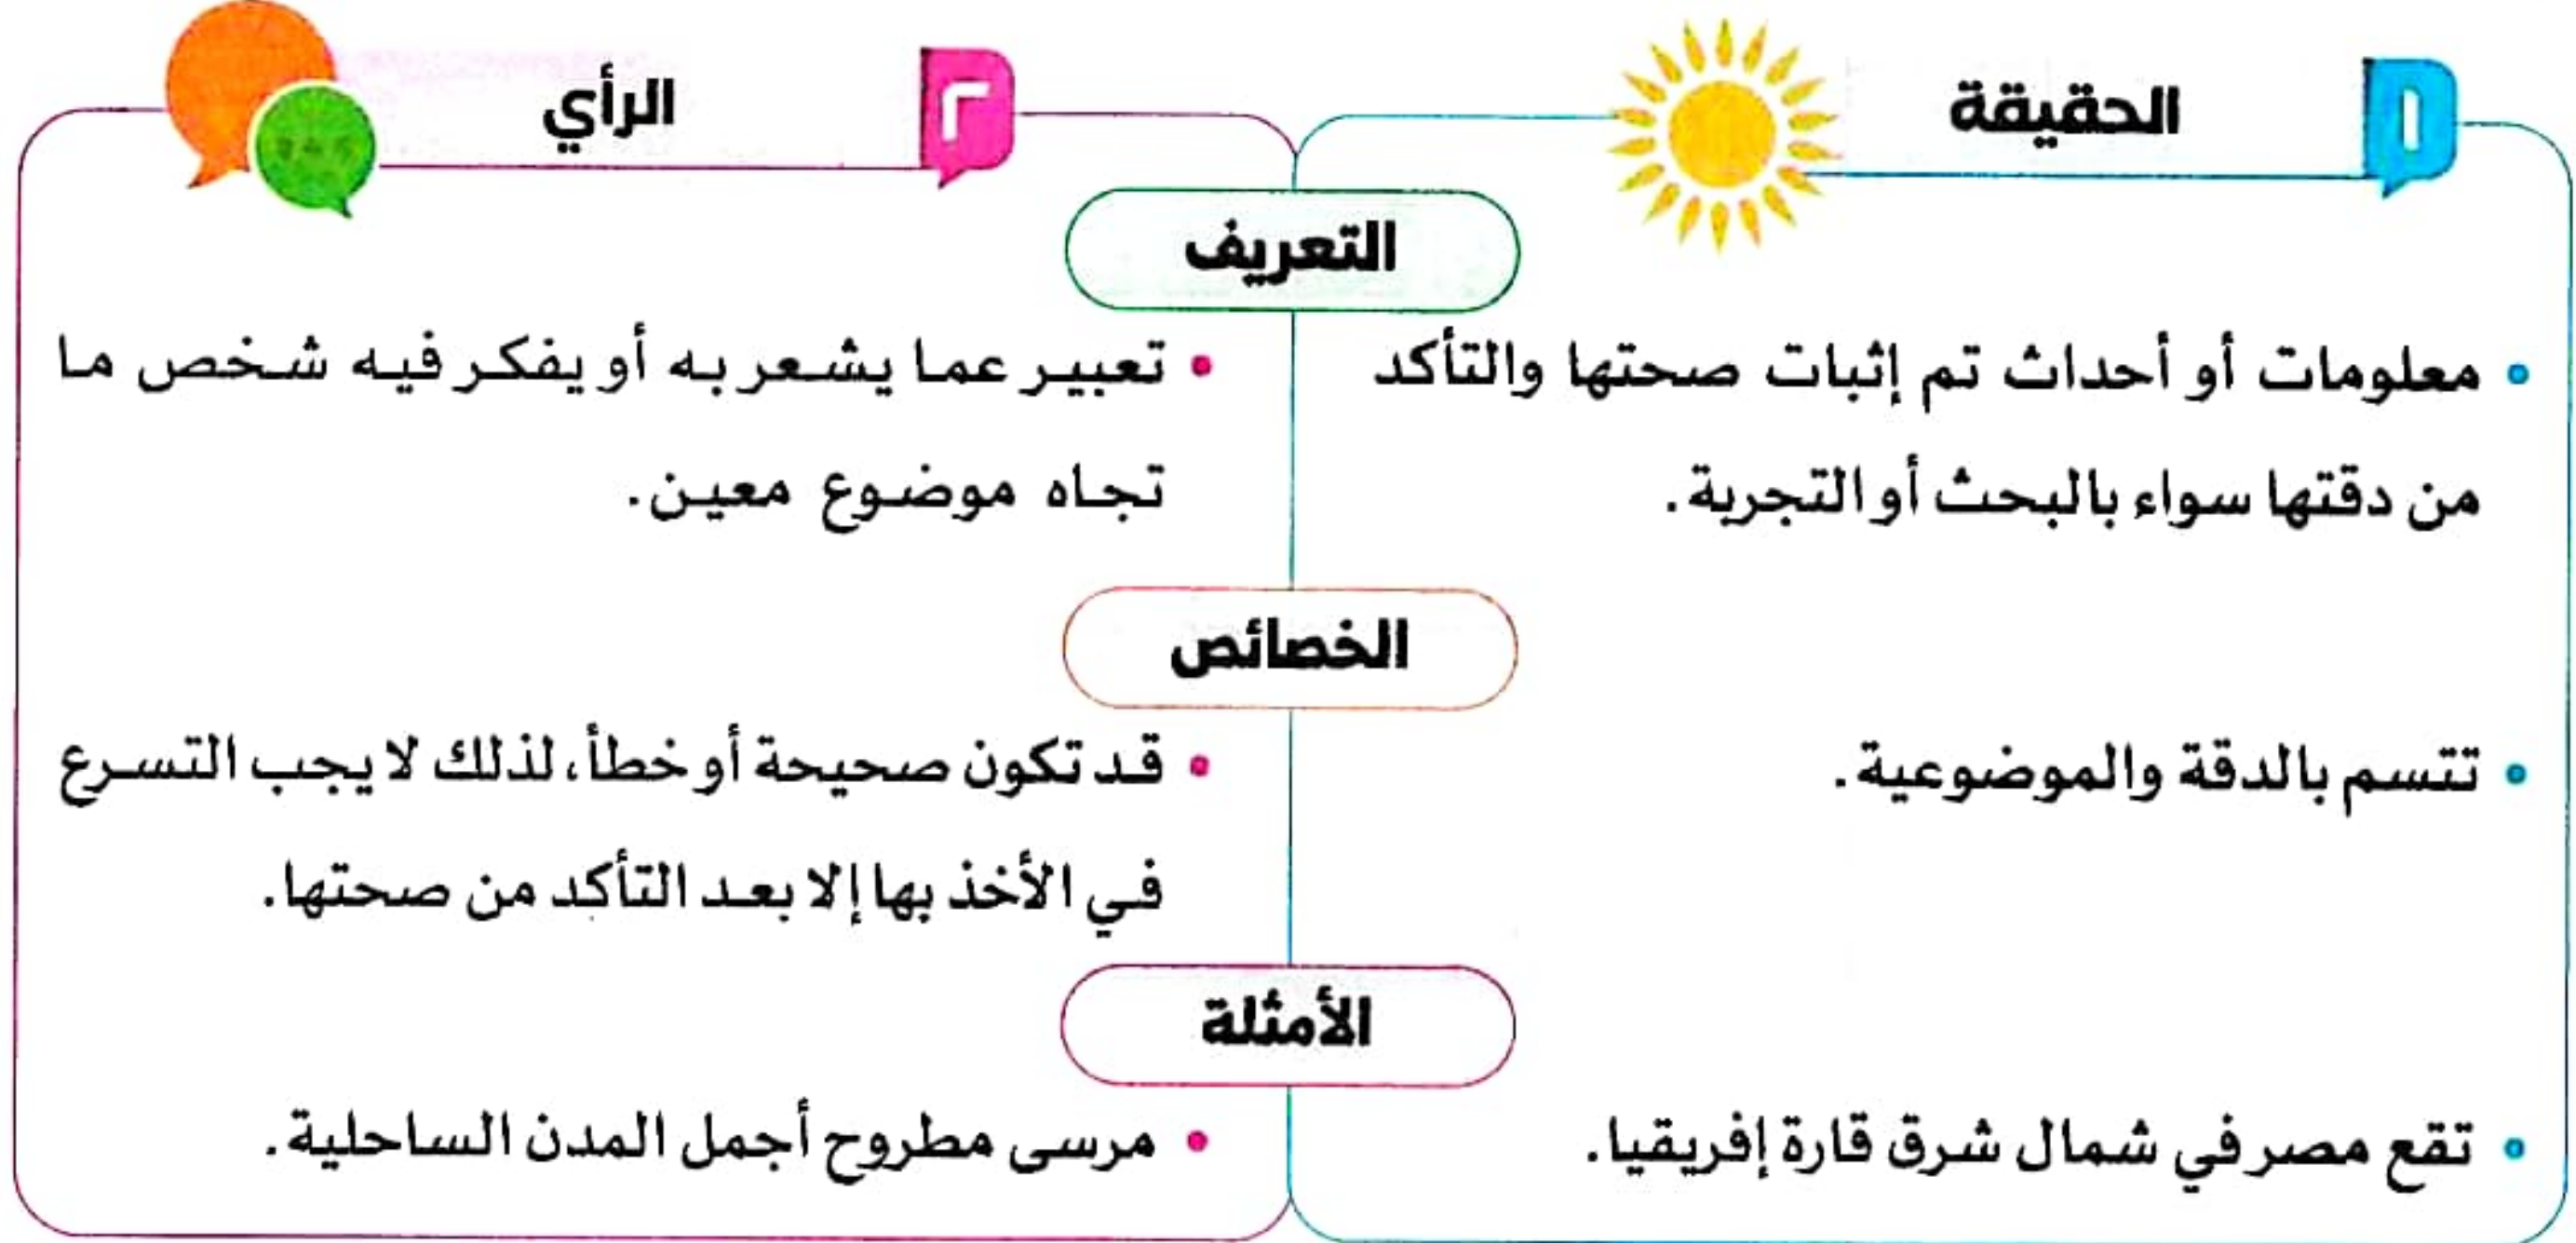 ١
الحقيقة
٢
الرأي
التعريف
• معلومات أو أحداث تم إثبات صحتها والتأكد
من دقتها سواء بالبحث أو التجربة.
• تعبير عما يشعر به أو يفكر فيه شخص ما
تجاه موضوع معين.
الخصائص
• تتسم بالدقة والموضوعية.
• قد تكون صحيحة أو خطأ، لذلك لا يجب التسرع
في الأخذ بها إلا بعد التأكد من صحتها.
الأمثلة
• تقع مصر في شمال شرق قارة إفريقيا.
• مرسى مطروح أجمل المدن الساحلية.